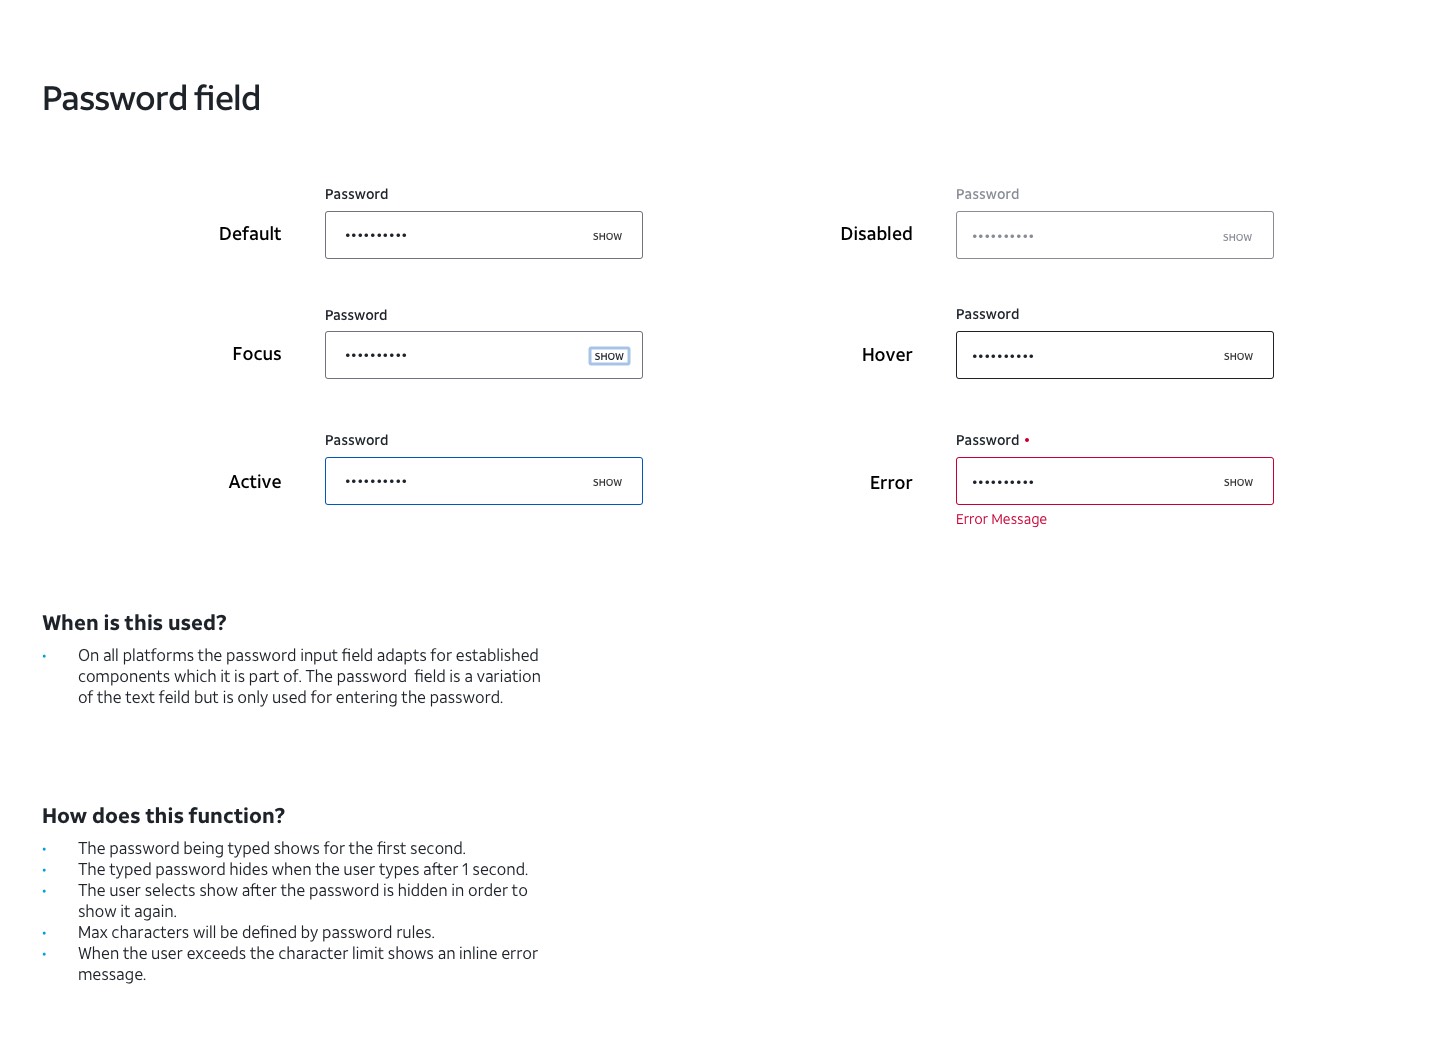 Password field
Password
Default
•••••••••• SHOW
Password
Disabled
•••••••••• SHOW
Password
Focus
•••••••••• SHOW
Password
Hover
•••••••••• SHOW
Password
Active
•••••••••• SHOW
Password •
Error
•••••••••• SHOW
Error Message
When is this used?
• On all platforms the password input field adapts for established
components which it is part of. The password  field is a variation
of the text feild but is only used for entering the password.
How does this function?
• The password being typed shows for the first second.
• The typed password hides when the user types after 1 second.
• The user selects show after the password is hidden in order to
show it again.
• Max characters will be defined by password rules.
• When the user exceeds the character limit shows an inline error
message.